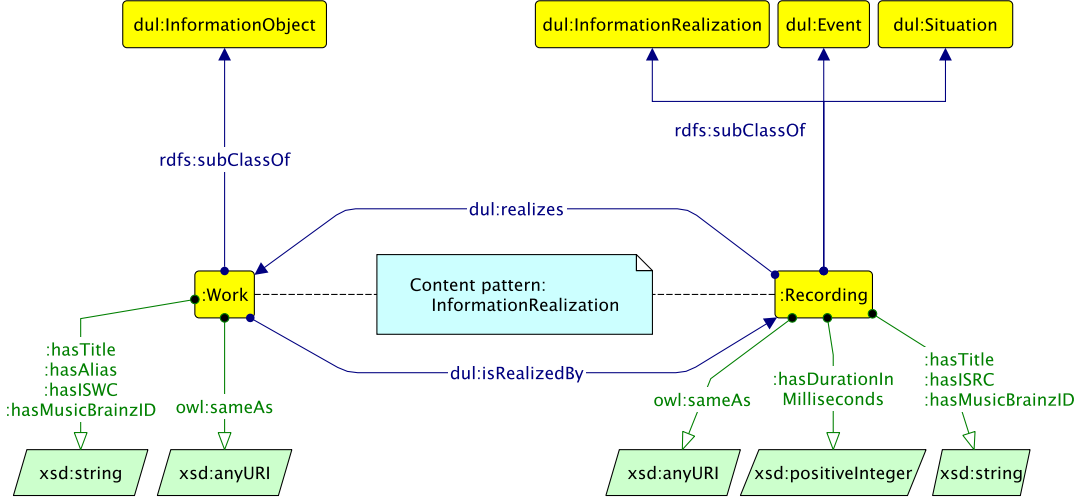 dul:InformationObject
dul:InformationRealization
dul:Event
dul:Situation
rdfs:subClassOf
rdfs:subClassOf
dul:realizes
:Work
Content pattern:
InformationRealization
:Recording
dul:isRealizedBy
:hasTitle
:hasAlias
:hasISWC
:hasMusicBrainzID
owl:sameAs
owl:sameAs
:hasDurationIn
Milliseconds
:hasTitle
:hasISRC
:hasMusicBrainzID
xsd:string
xsd:anyURI
xsd:anyURI
xsd:positiveInteger
xsd:string